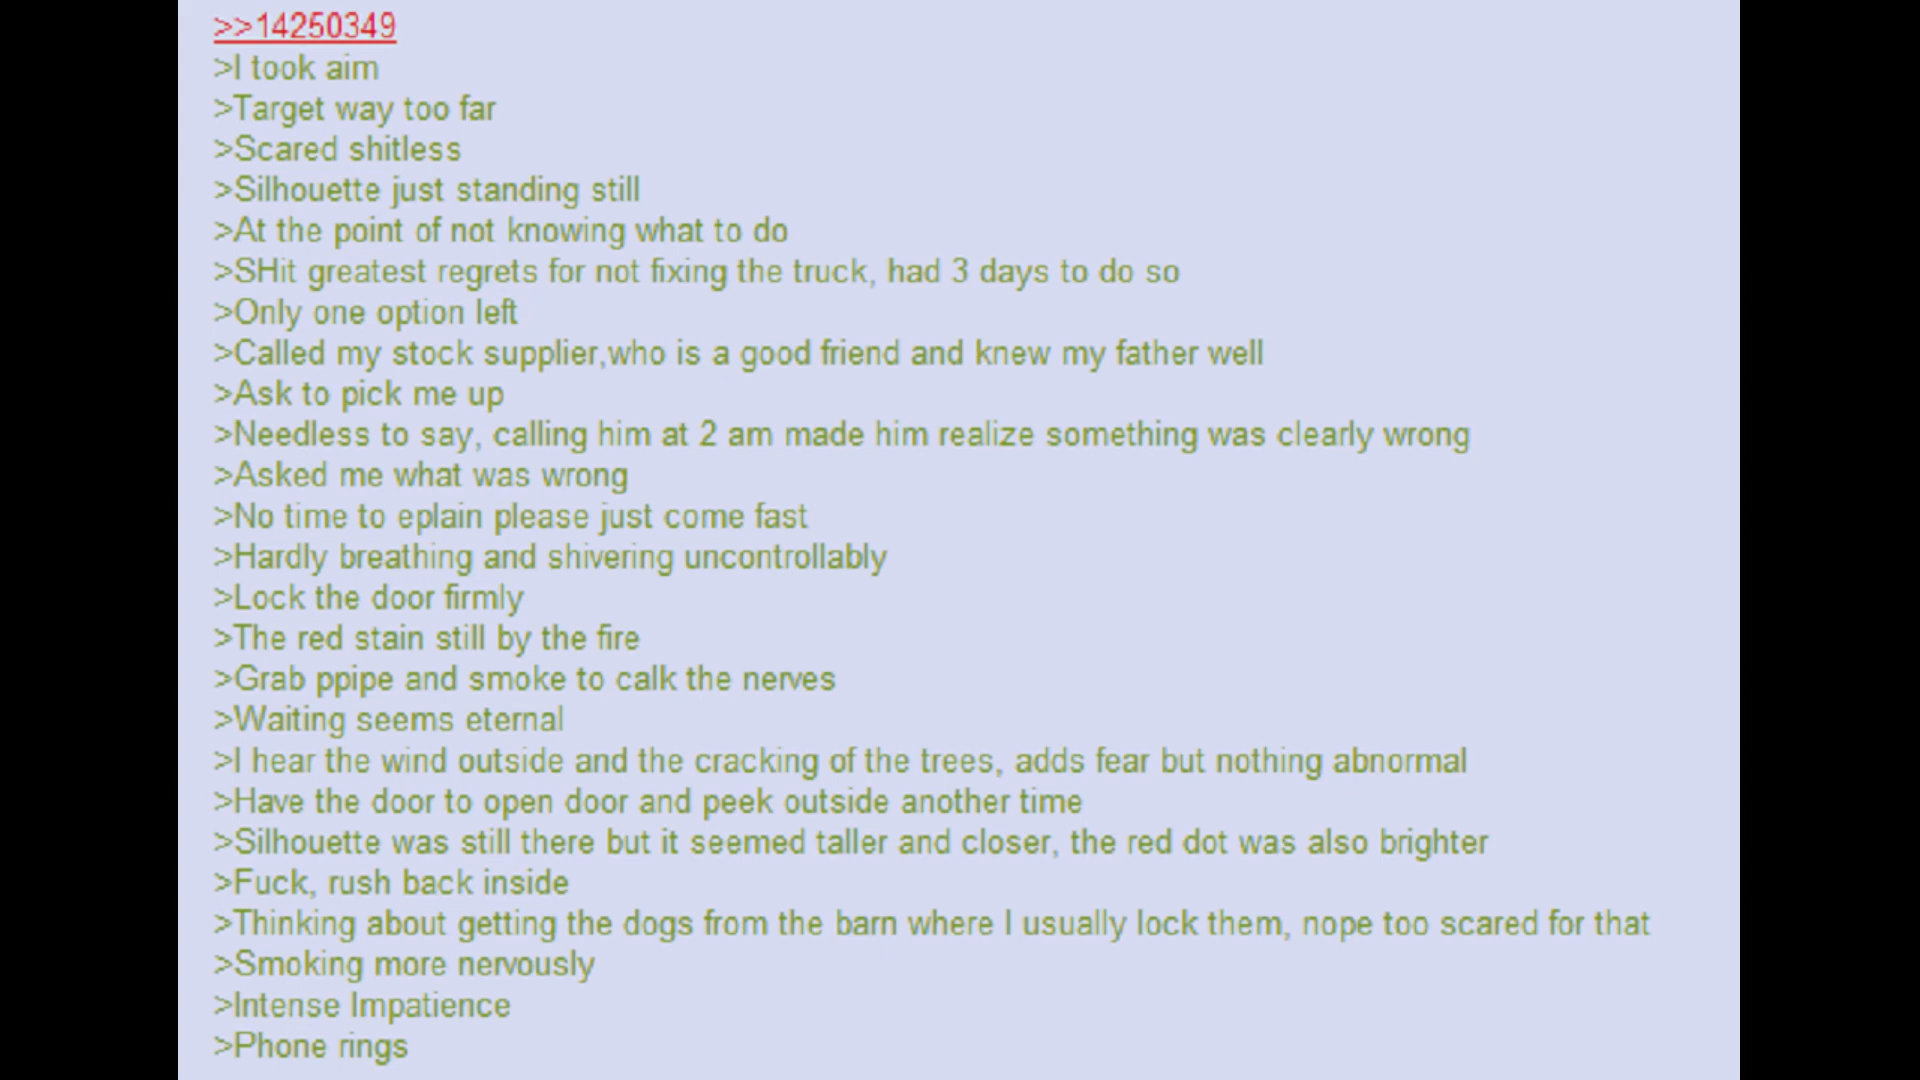 >>14250349
>I took aim
>Target way too far
>Scared shitless
>Silhouette just standing still
>At the point of not knowing what to do
>SHit greatest regrets for not fixing the truck, had 3 days to do so
>Only one option left
>Called my stock supplier,who is a good friend and knew my father well
>Ask to pick me up
>Needless to say, calling him at 2 am made him realize something was clearly wrong
>Asked me what was wrong
>No time to eplain please just come fast
>Hardly breathing and shivering uncontrollably
>Lock the door firmly
>The red stain still by the fire
>Grab ppipe and smoke to calk the nerves
>Waiting seems eternal
>I hear the wind outside and the cracking of the trees, adds fear but nothing abnormal
>Have the door to open door and peek outside another time
>Silhouette was still there but it seemed taller and closer, the red dot was also brighter
>Fuck, rush back inside
>Thinking about getting the dogs from the barn where I usually lock them, nope too scared for that
>Smoking more nervously
>Intense Impatience
>Phone rings